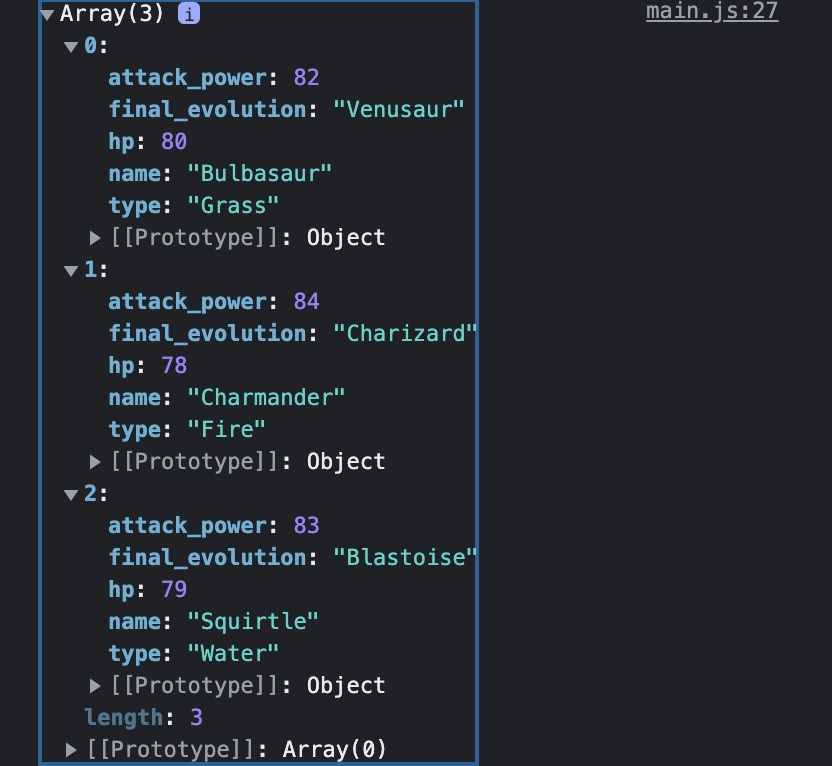 Array(3) i main.js:27
0:
attack_power: 82
final_evolution: "Venusaur"
hp: 80
name: "Bulbasaur"
type: "Grass"
[[Prototype]]: Object
1:
attack_power: 84
final_evolution: "Charizard"
hp: 78
name: "Charmander"
type: "Fire"
[[Prototype]]: Object
2:
attack_power: 83
final_evolution: "Blastoise"
hp: 79
name: "Squirtle"
type: "Water"
[[Prototype]]: Object
length: 3
[[Prototype]]: Array(0)